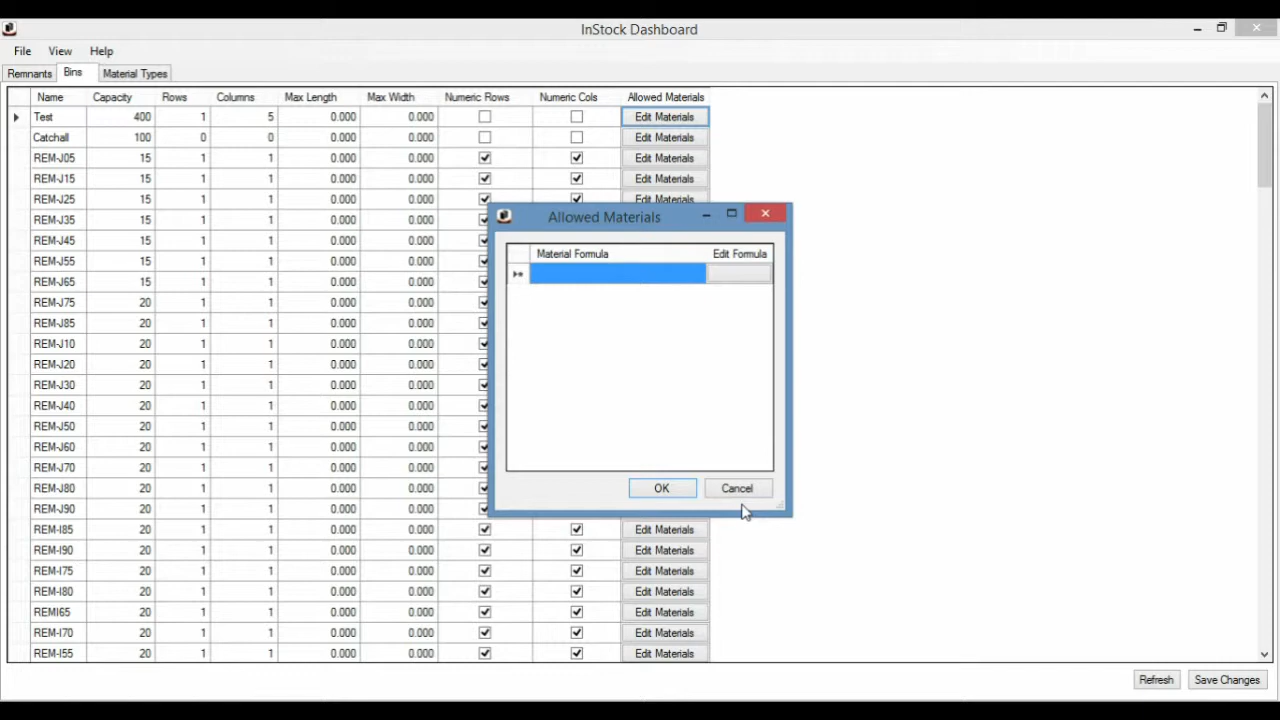 InStock Dashboard
File View Help
Remnants Bins Material Types
Name Capacity Rows Columns Max Length Max Width Numeric Rows Numeric Cols Allowed Materials
Test 400 1 5 0.000 0.000 Edit Materials
Catchall 100 0 0 0.000 0.000 Edit Materials
REM-J05 15 1 1 0.000 0.000 Edit Materials
REM-J15 15 1 1 0.000 0.000 Edit Materials
REM-J25 15 1 1 0.000 0.000 Edit Materials
REM-J35 15 1 1 0.000 0.000
REM-J45 15 1 1 0.000 0.000
REM-J55 15 1 1 0.000 0.000
REM-J65 15 1 1 0.000 0.000
REM-J75 20 1 1 0.000 0.000
REM-J85 20 1 1 0.000 0.000
REM-J10 20 1 1 0.000 0.000
REM-J20 20 1 1 0.000 0.000
REM-J30 20 1 1 0.000 0.000
REM-J40 20 1 1 0.000 0.000
REM-J50 20 1 1 0.000 0.000
REM-J60 20 1 1 0.000 0.000
REM-J70 20 1 1 0.000 0.000
REM-J80 20 1 1 0.000 0.000
REM-J90 20 1 1 0.000 0.000
REM-I85 20 1 1 0.000 0.000 Edit Materials
REM-I90 20 1 1 0.000 0.000 Edit Materials
REM-I75 20 1 1 0.000 0.000 Edit Materials
REM-I80 20 1 1 0.000 0.000 Edit Materials
REMI65 20 1 1 0.000 0.000 Edit Materials
REM-I70 20 1 1 0.000 0.000 Edit Materials
REM-I55 20 1 1 0.000 0.000 Edit Materials
Allowed Materials
Material Formula Edit Formula
OK Cancel
Refresh Save Changes